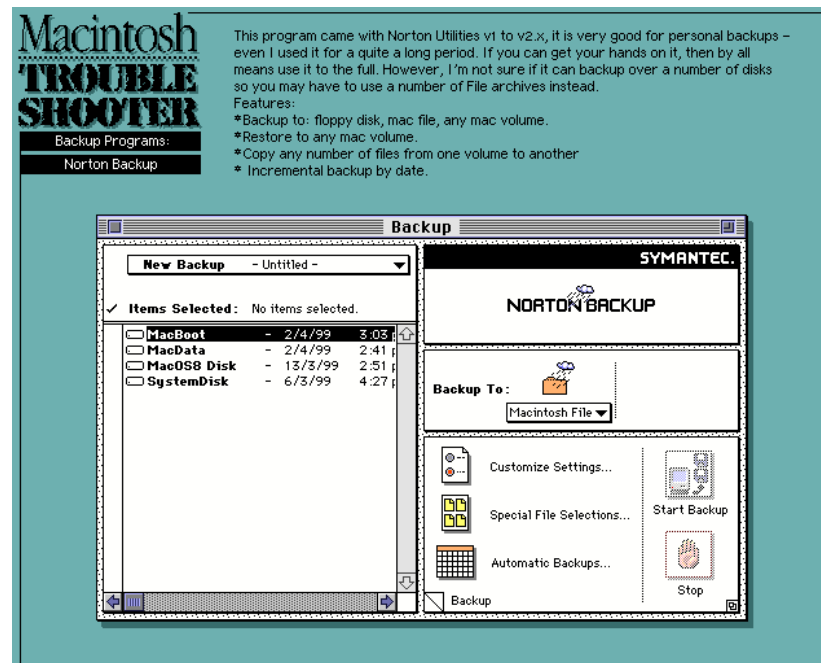 Macintosh
TROUBLE
SHOOTER
Backup Programs:
Norton Backup
This program came with Norton Utilities v1 to v2.x, it is very good for personal backups -
even I used it for a quite a long period. If you can get your hands on it, then by all
means use it to the full. However, I'm not sure if it can backup over a number of disks
so you may have to use a number of File archives instead.
Features:
*Backup to: floppy disk, mac file, any mac volume.
*Restore to any mac volume.
*Copy any number of files from one volume to another
* Incremental backup by date.
Backup
New Backup - Untitled -
✓ Items Selected: No items selected.
MacBoot - 2/4/99 3:03 p
MacData - 2/4/99 2:41 p
MacOS8 Disk - 13/3/99 2:51 p
SystemDisk - 6/3/99 4:27 p
SYMANTEC.
NORTON BACKUP
Backup To:
Macintosh File
Customize Settings...
Special File Selections...
Automatic Backups...
Start Backup
Stop
Backup